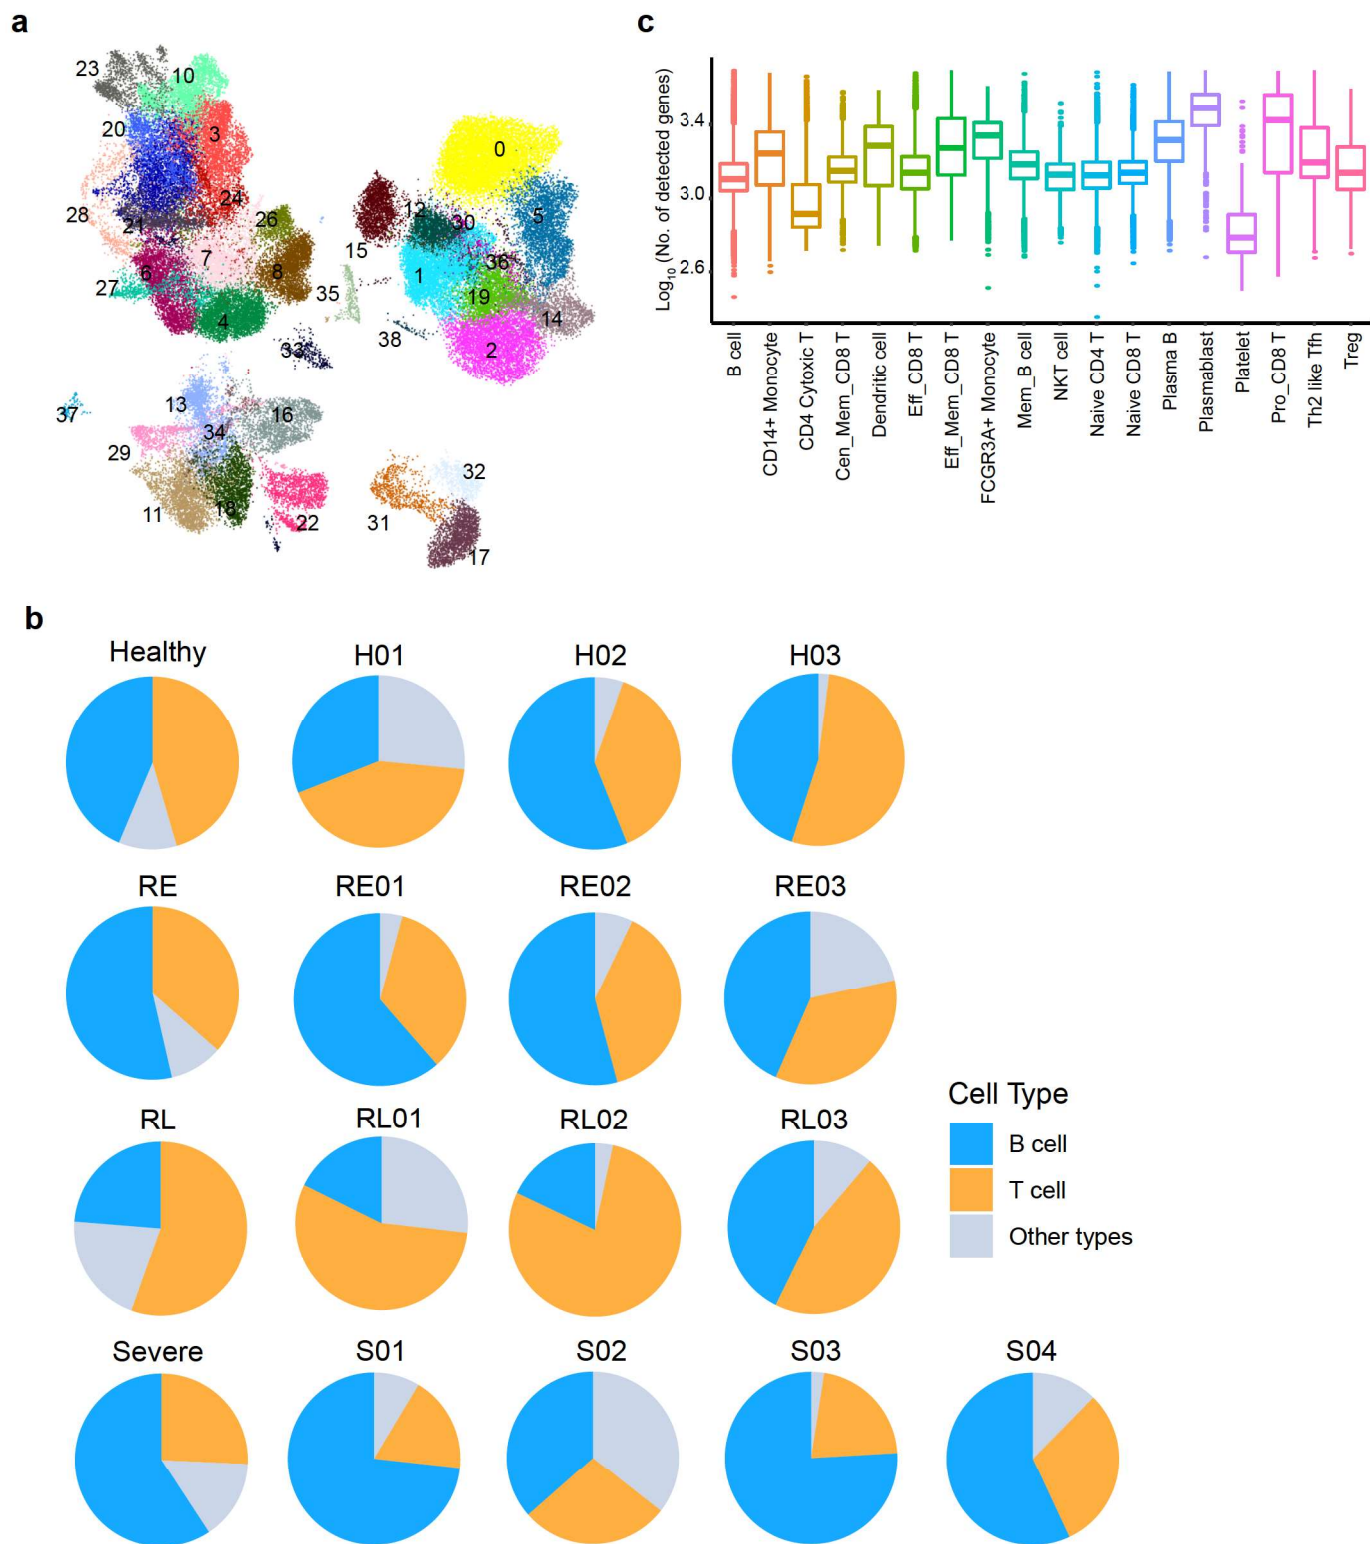 a
23
10
20
3
28
24
21
26
7
6
8
27
4
33
0
12
30
5
15
36
1
19
35
14
38
2
37
13
16
34
29
11
18
22
32
31
17
c
Log10 (No. of detected genes)
3.4
3.0
2.6
B cell
CD14+ Monocyte
CD4 Cytoxic T
Cen_Mem_CD8 T
Dendritic cell
Eff_CD8 T
Eff_Mem_CD8 T
FCGR3A+ Monocyte
Mem_B cell
NKT cell
Naive CD4 T
Naive CD8 T
Plasma B
Plasmablast
Platelet
Pro_CD8 T
Th2 like Tfh
Treg
b
Healthy H01 H02 H03
RE RE01 RE02 RE03
RL RL01 RL02 RL03
Severe S01 S02 S03 S04
Cell Type
B cell
T cell
Other types